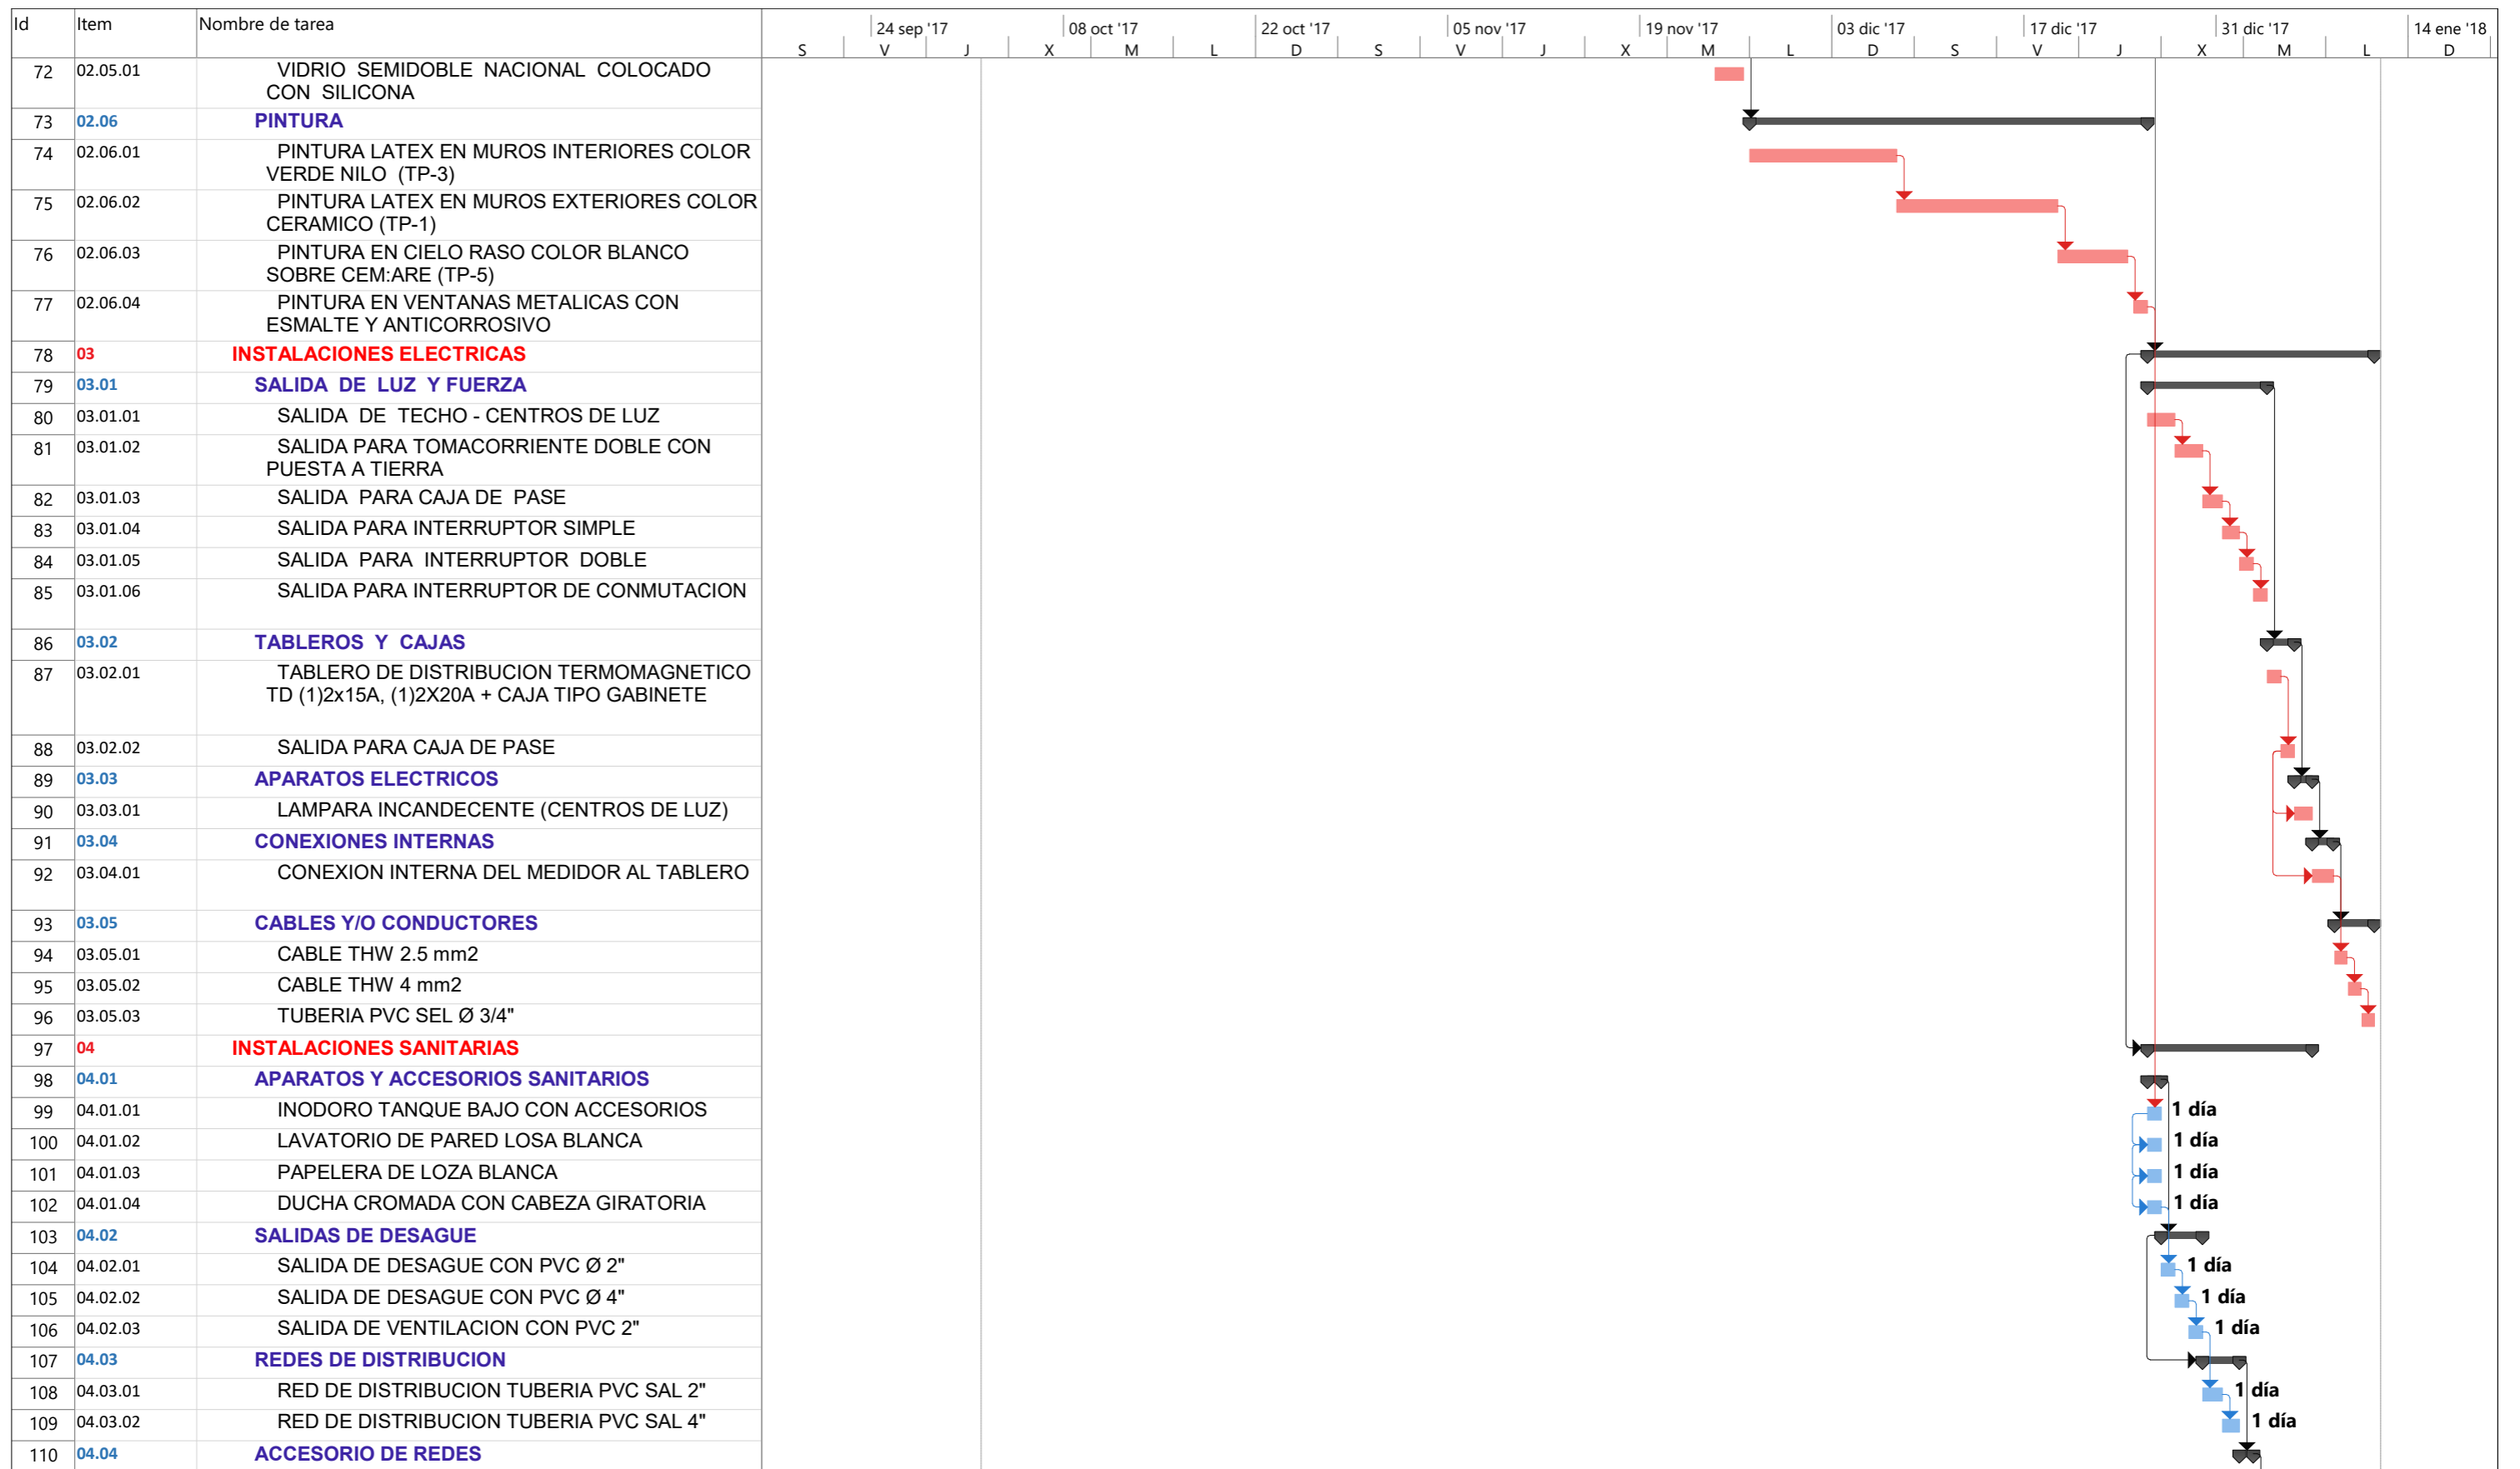 Id Item Nombre de tarea 24 sep '17 08 oct '17 22 oct '17 05 nov '17 19 nov '17 03 dic '17 17 dic '17 31 dic '17 14 ene '18
S V J X M L D S V J X M L D S V J X M L D
72 02.05.01 VIDRIO SEMIDOBLE NACIONAL COLOCADO
CON SILICONA
73 02.06 PINTURA
74 02.06.01 PINTURA LATEX EN MUROS INTERIORES COLOR
VERDE NILO (TP-3)
75 02.06.02 PINTURA LATEX EN MUROS EXTERIORES COLOR
CERAMICO (TP-1)
76 02.06.03 PINTURA EN CIELO RASO COLOR BLANCO
SOBRE CEM:ARE (TP-5)
77 02.06.04 PINTURA EN VENTANAS METALICAS CON
ESMALTE Y ANTICORROSIVO
78 03 INSTALACIONES ELECTRICAS
79 03.01 SALIDA DE LUZ Y FUERZA
80 03.01.01 SALIDA DE TECHO - CENTROS DE LUZ
81 03.01.02 SALIDA PARA TOMACORRIENTE DOBLE CON
PUESTA A TIERRA
82 03.01.03 SALIDA PARA CAJA DE PASE
83 03.01.04 SALIDA PARA INTERRUPTOR SIMPLE
84 03.01.05 SALIDA PARA INTERRUPTOR DOBLE
85 03.01.06 SALIDA PARA INTERRUPTOR DE CONMUTACION
86 03.02 TABLEROS Y CAJAS
87 03.02.01 TABLERO DE DISTRIBUCION TERMOMAGNETICO
TD (1)2x15A, (1)2X20A + CAJA TIPO GABINETE
88 03.02.02 SALIDA PARA CAJA DE PASE
89 03.03 APARATOS ELECTRICOS
90 03.03.01 LAMPARA INCANDECENTE (CENTROS DE LUZ)
91 03.04 CONEXIONES INTERNAS
92 03.04.01 CONEXION INTERNA DEL MEDIDOR AL TABLERO
93 03.05 CABLES Y/O CONDUCTORES
94 03.05.01 CABLE THW 2.5 mm2
95 03.05.02 CABLE THW 4 mm2
96 03.05.03 TUBERIA PVC SEL Ø 3/4"
97 04 INSTALACIONES SANITARIAS
98 04.01 APARATOS Y ACCESORIOS SANITARIOS
99 04.01.01 INODORO TANQUE BAJO CON ACCESORIOS 1 día
100 04.01.02 LAVATORIO DE PARED LOSA BLANCA 1 día
101 04.01.03 PAPELERA DE LOZA BLANCA 1 día
102 04.01.04 DUCHA CROMADA CON CABEZA GIRATORIA 1 día
103 04.02 SALIDAS DE DESAGUE
104 04.02.01 SALIDA DE DESAGUE CON PVC Ø 2" 1 día
105 04.02.02 SALIDA DE DESAGUE CON PVC Ø 4" 1 día
106 04.02.03 SALIDA DE VENTILACION CON PVC 2" 1 día
107 04.03 REDES DE DISTRIBUCION
108 04.03.01 RED DE DISTRIBUCION TUBERIA PVC SAL 2" 1 día
109 04.03.02 RED DE DISTRIBUCION TUBERIA PVC SAL 4" 1 día
110 04.04 ACCESORIO DE REDES